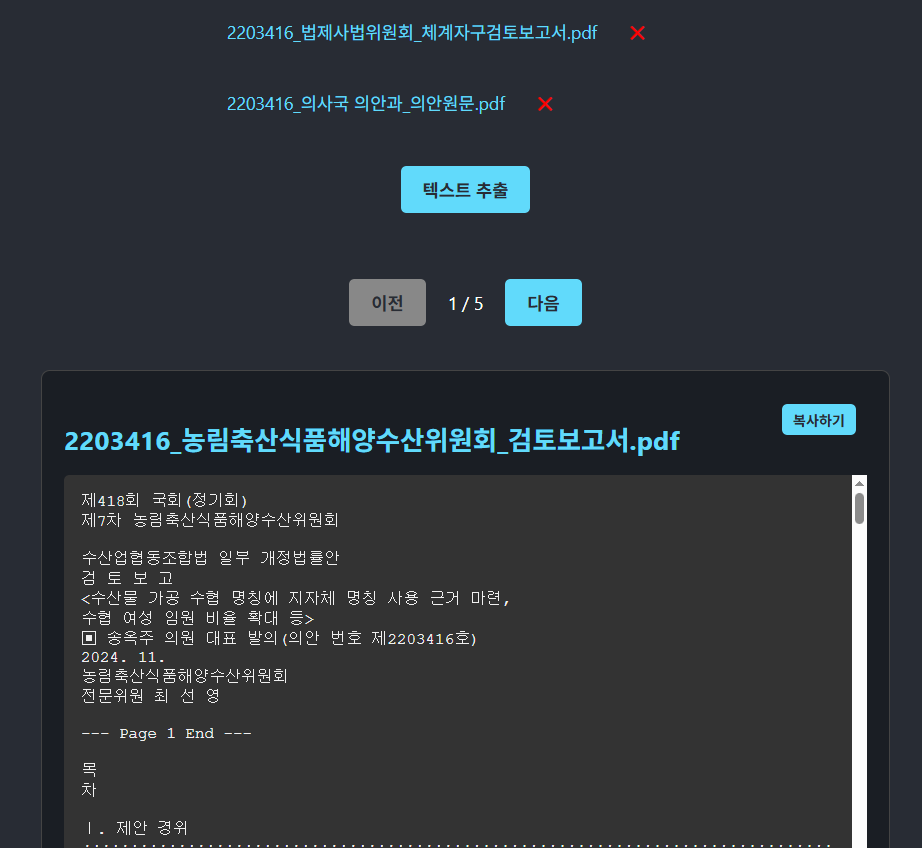 2203416_법제사법위원회_체계자구검토보고서.pdf ❌
2203416_의사국 의안과_의안원문.pdf ❌
텍스트 추출
이전 1 / 5 다음
복사하기
2203416_농림축산식품해양수산위원회_검토보고서.pdf
제418회 국회(정기회)
제7차 농림축산식품해양수산위원회
수산업협동조합법 일부 개정법률안
검 토 보 고
<수산물 가공 수협 명칭에 지자체 명칭 사용 근거 마련,
수협 여성 임원 비율 확대 등>
▣ 송옥주 의원 대표 발의(의안 번호 제2203416호)
2024. 11.
농림축산식품해양수산위원회
전문위원 최 선 영
--- Page 1 End ---
목
차
Ⅰ. 제안 경위